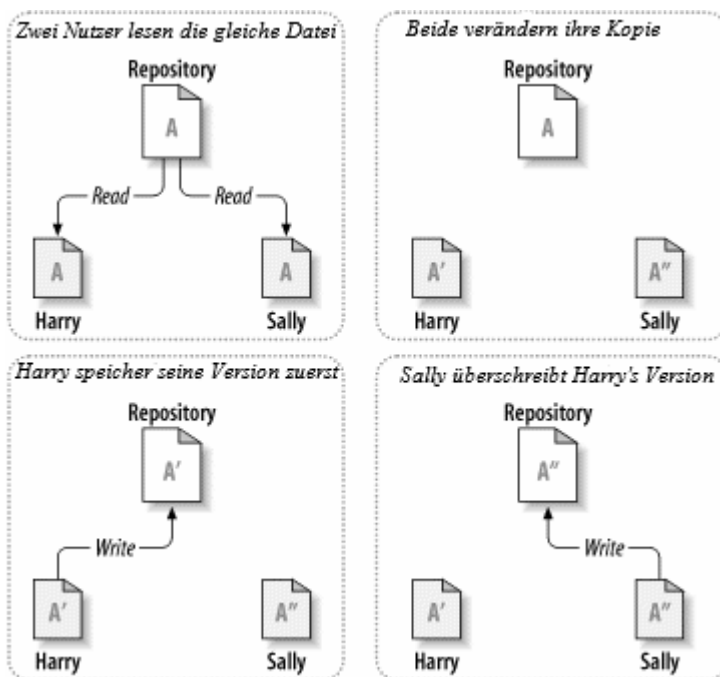 Zwei Nutzer lesen die gleiche Datei
Repository
A
Read
Read
A
A
Harry
Sally
Beide verändern ihre Kopie
Repository
A
A'
A"
Harry
Sally
Harry speicher seine Version zuerst
Repository
A'
Write
A'
A"
Harry
Sally
Sally überschreibt Harry's Version
Repository
A"
Write
A'
A"
Harry
Sally